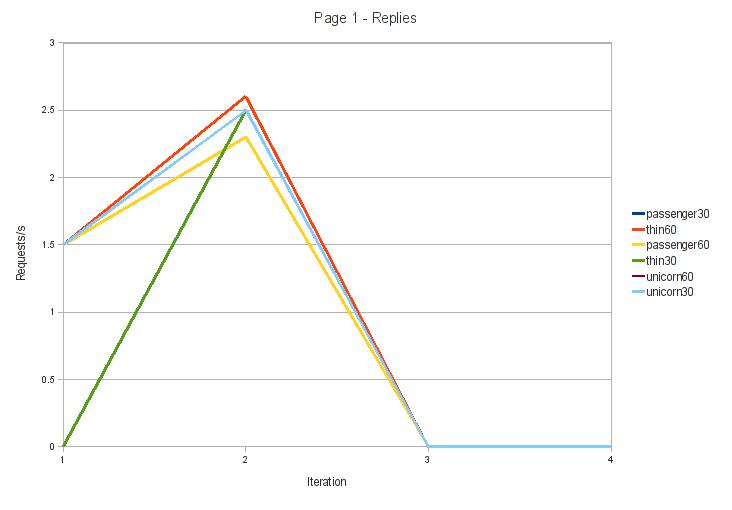 Page 1 - Replies
3
2.5
2
1.5
1
0.5
0
Requests/s
1
2
3
4
Iteration
passenger30
thin60
passenger60
thin30
unicorn60
unicorn30